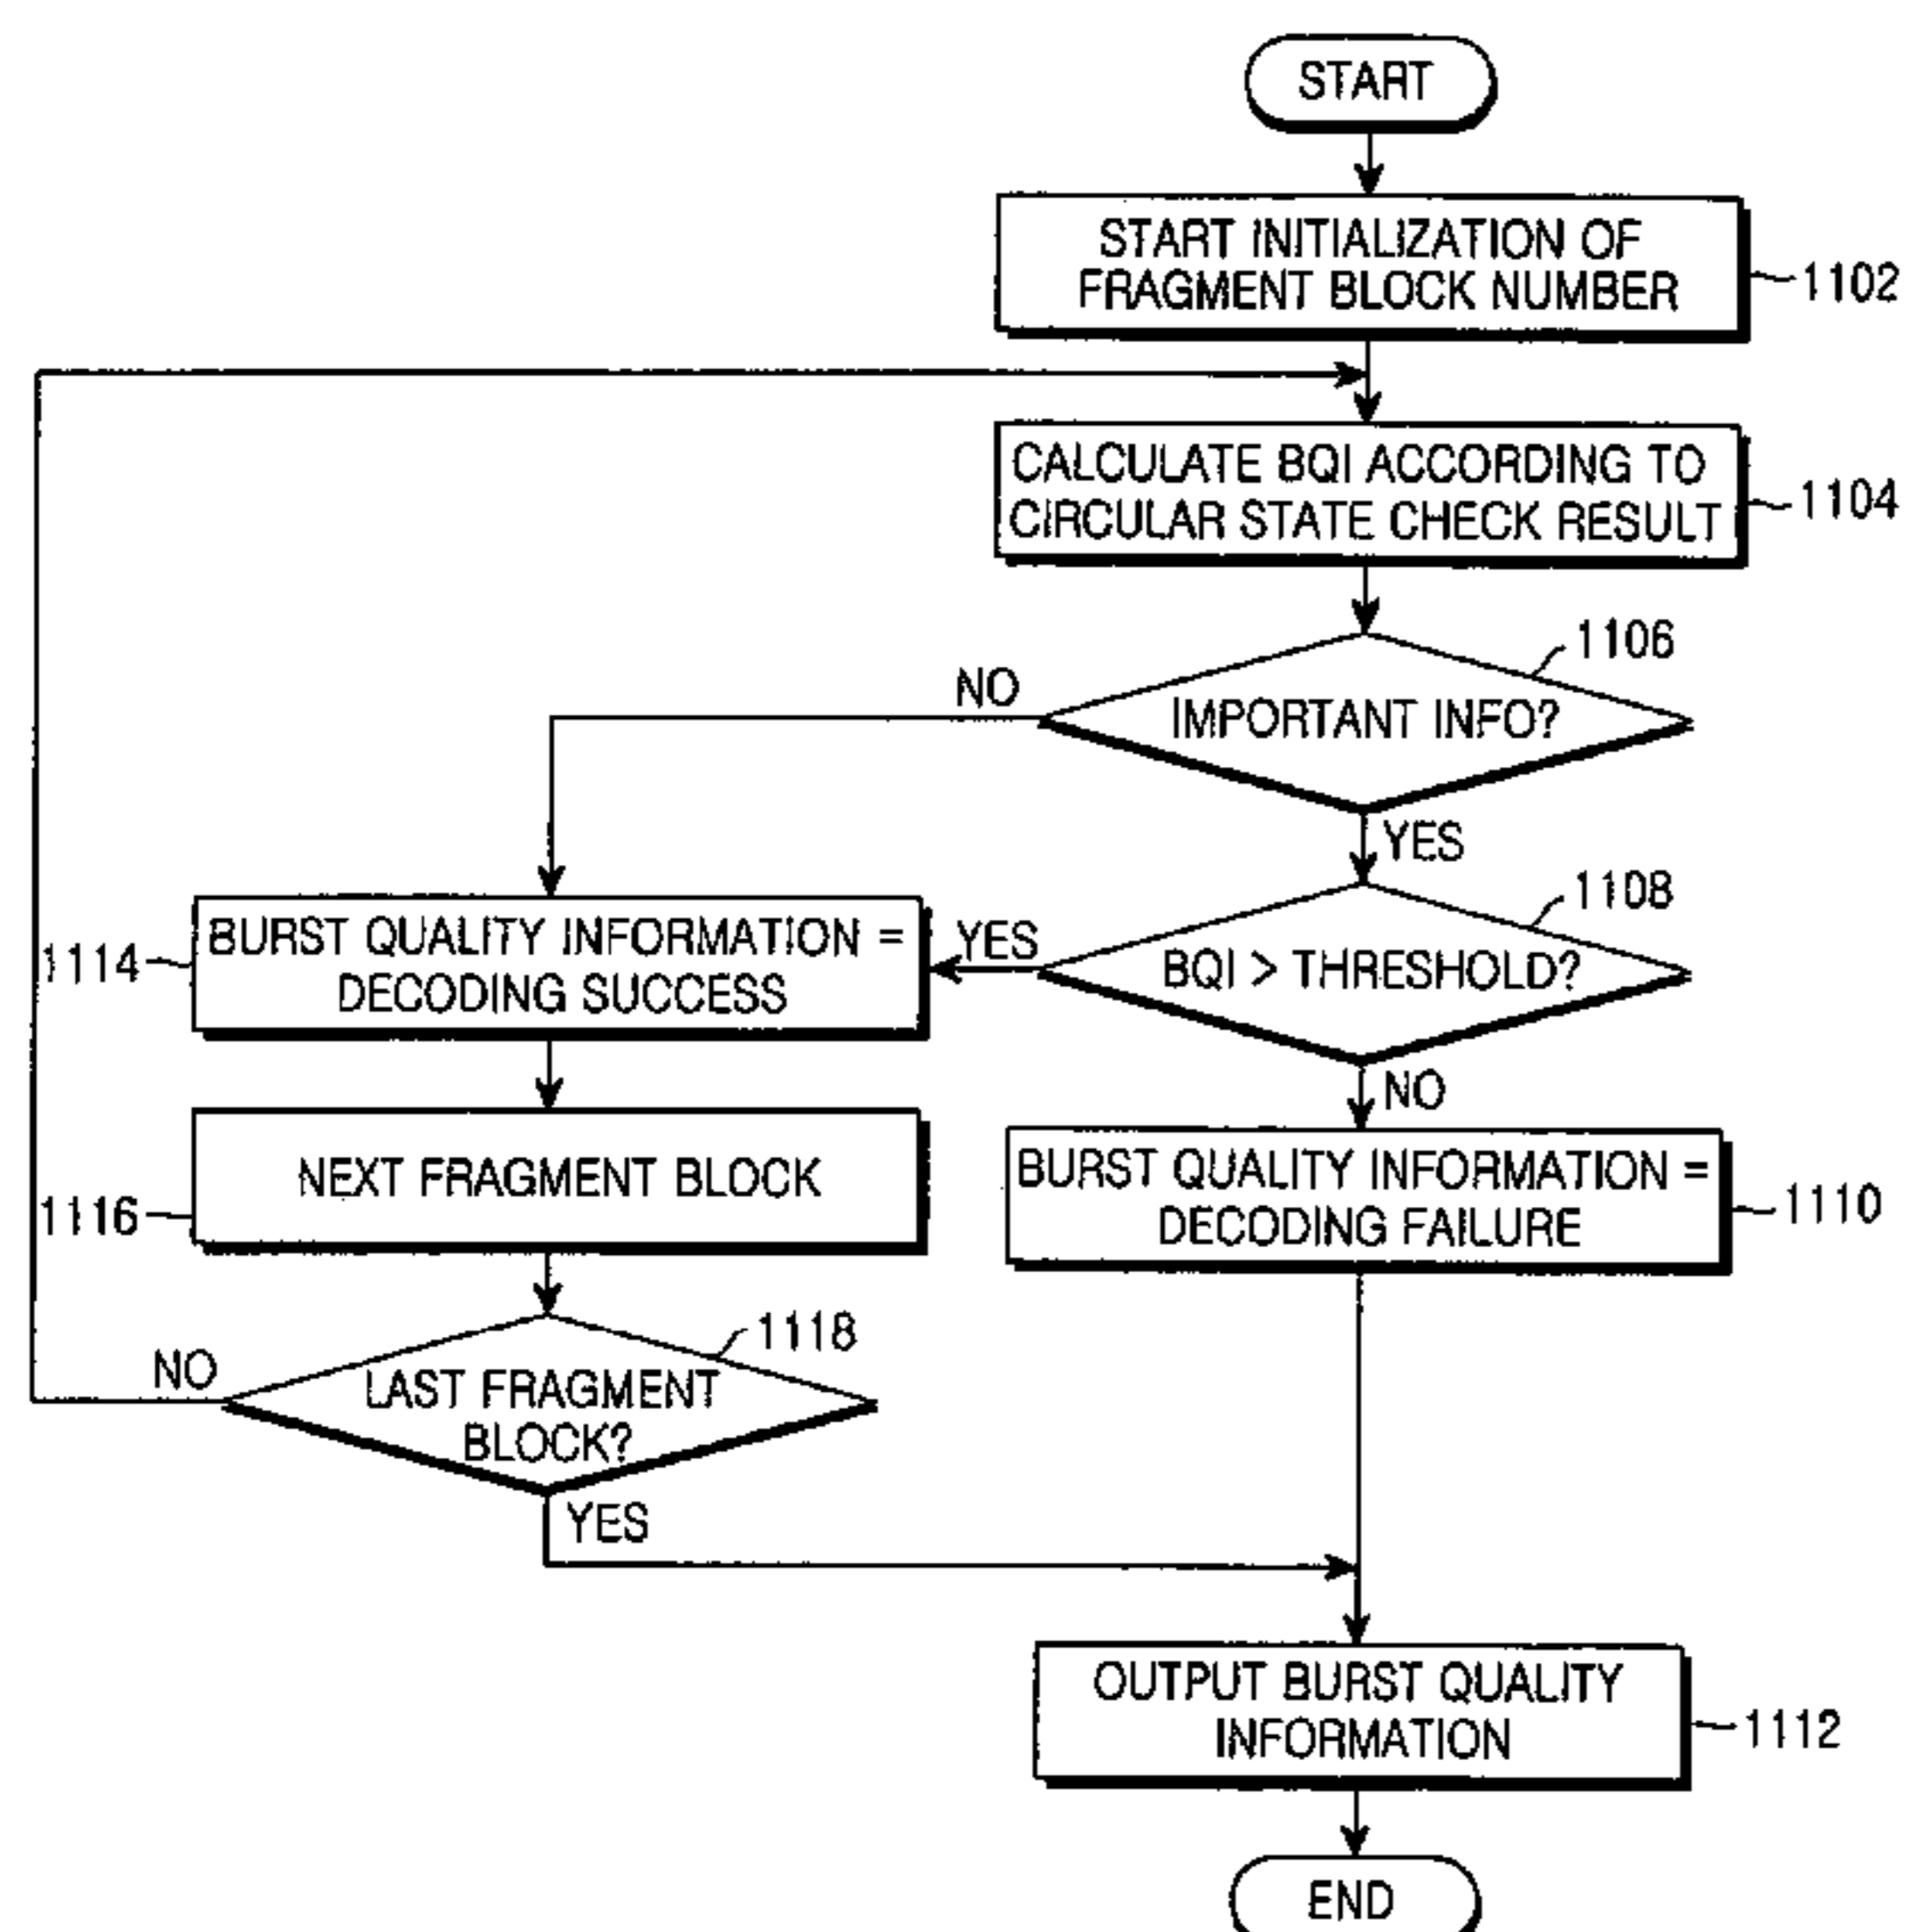 START
START INITIALIZATION OF
FRAGMENT BLOCK NUMBER
1102
CALCULATE BQI ACCORDING TO
CIRCULAR STATE CHECK RESULT
1104
1106
NO
IMPORTANT INFO?
YES
1108
1114
BURST QUALITY INFORMATION =
DECODING SUCCESS
YES
BQI > THRESHOLD?
NO
1116
NEXT FRAGMENT BLOCK
BURST QUALITY INFORMATION =
DECODING FAILURE
1110
1118
NO
LAST FRAGMENT
BLOCK?
YES
OUTPUT BURST QUALITY
INFORMATION
1112
END